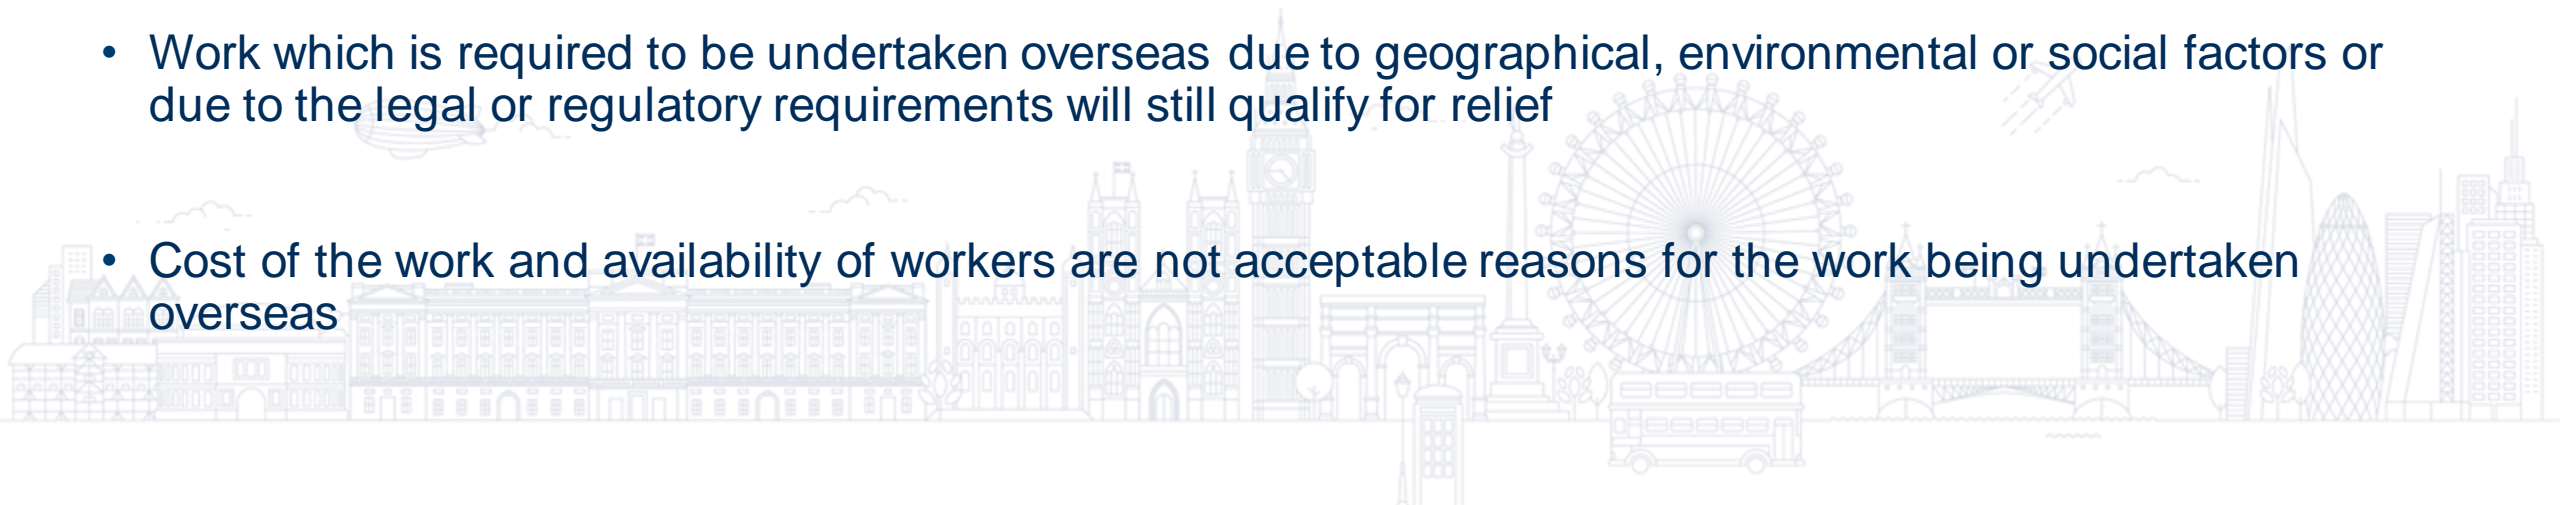 • Work which is required to be undertaken overseas due to geographical, environmental or social factors or
due to the legal or regulatory requirements will still qualify for relief
• Cost of the work and availability of workers are not acceptable reasons for the work being undertaken
overseas